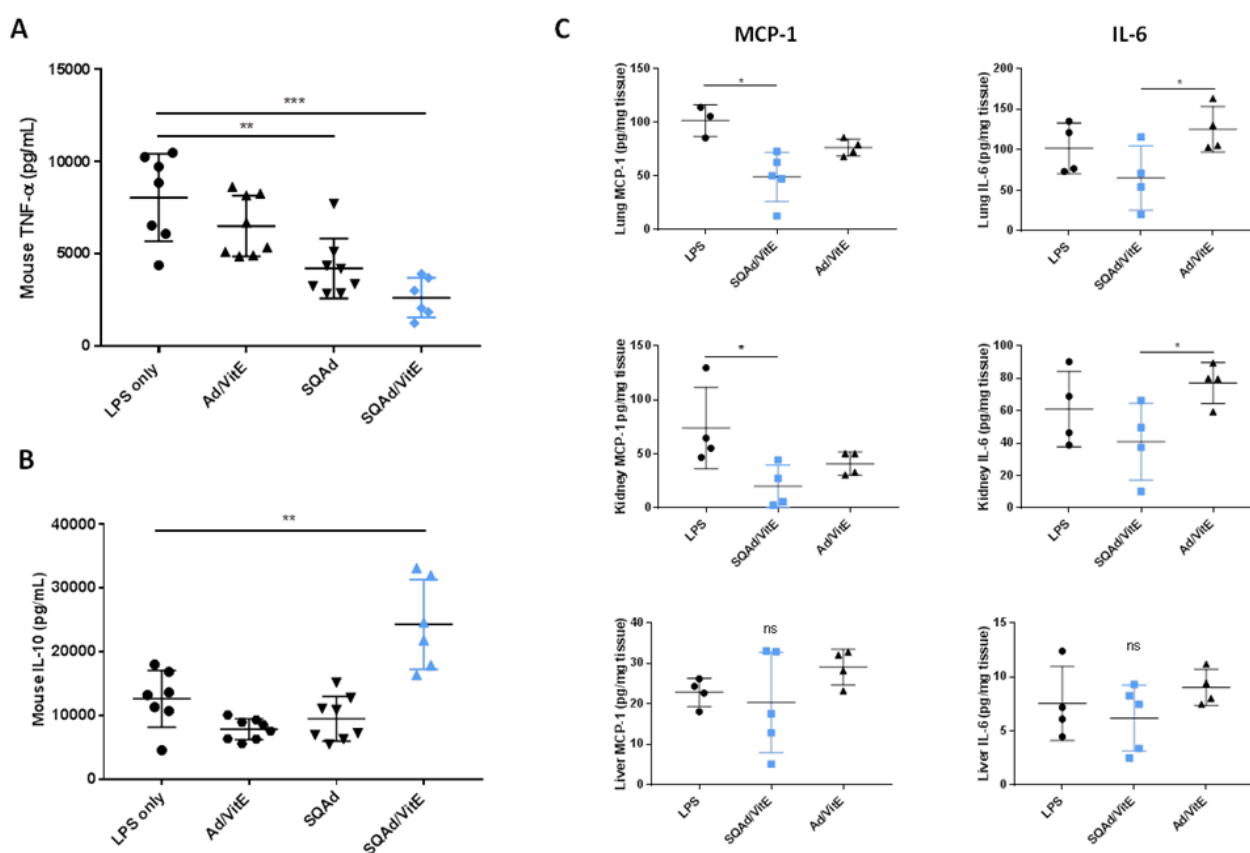 A
Mouse TNF-α (pg/mL)
15000
10000
5000
0
***
**
LPS only
Ad/VitE
SQAd
SQAd/VitE
B
Mouse IL-10 (pg/mL)
40000
30000
20000
10000
0
**
LPS only
Ad/VitE
SQAd
SQAd/VitE
C
MCP-1
IL-6
Lung MCP-1 (pg/mg tissue)
150
100
50
0
*
LPS
SQAd/VitE
Ad/VitE
Lung IL-6 (pg/mg tissue)
200
150
100
50
0
*
LPS
SQAd/VitE
Ad/VitE
Kidney MCP-1 pg/mg tissue)
150
100
50
0
*
LPS
SQAd/VitE
Ad/VitE
Kidney IL-6 (pg/mg tissue)
100
80
60
40
20
0
*
LPS
SQAd/VitE
Ad/VitE
Liver MCP-1 (pg/mg tissue)
40
30
20
10
0
ns
LPS
SQAd/VitE
Ad/VitE
Liver IL-6 (pg/mg tissue)
15
10
5
0
ns
LPS
SQAd/VitE
Ad/VitE